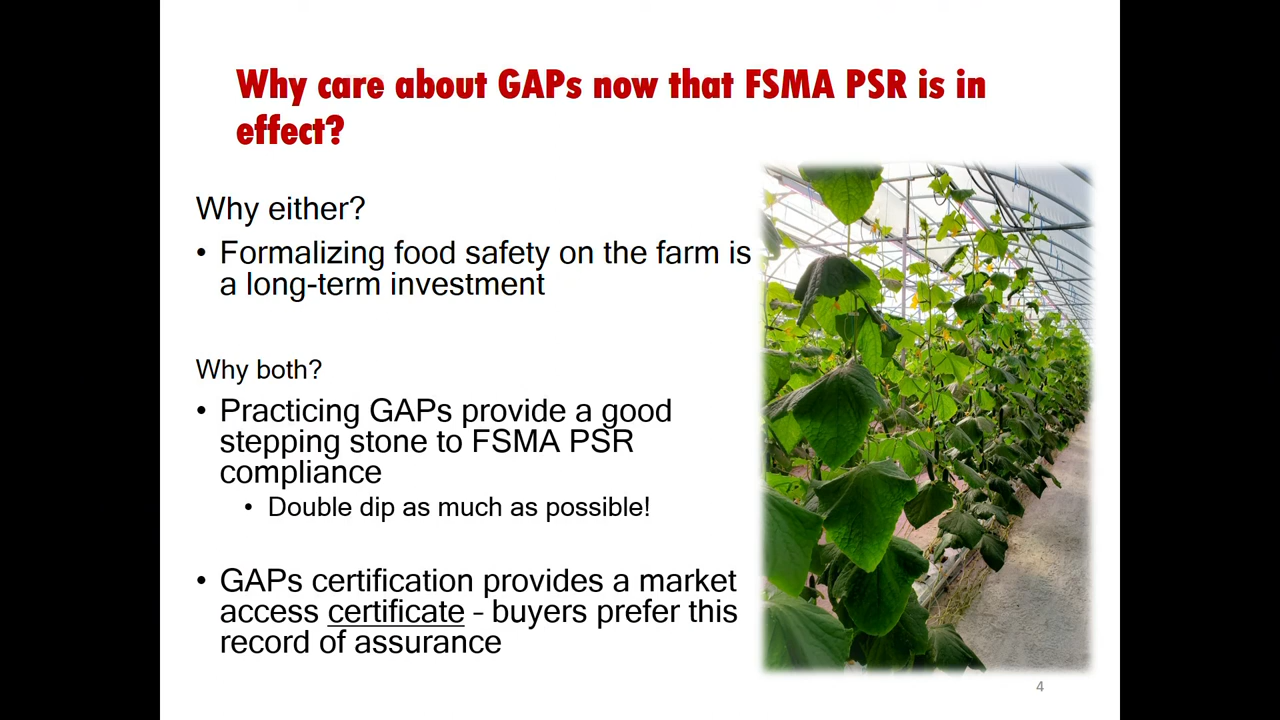 Why care about GAPs now that FSMA PSR is in
effect?
Why either?
• Formalizing food safety on the farm is
a long-term investment
Why both?
• Practicing GAPs provide a good
stepping stone to FSMA PSR
compliance
• Double dip as much as possible!
• GAPs certification provides a market
access certificate - buyers prefer this
record of assurance
4